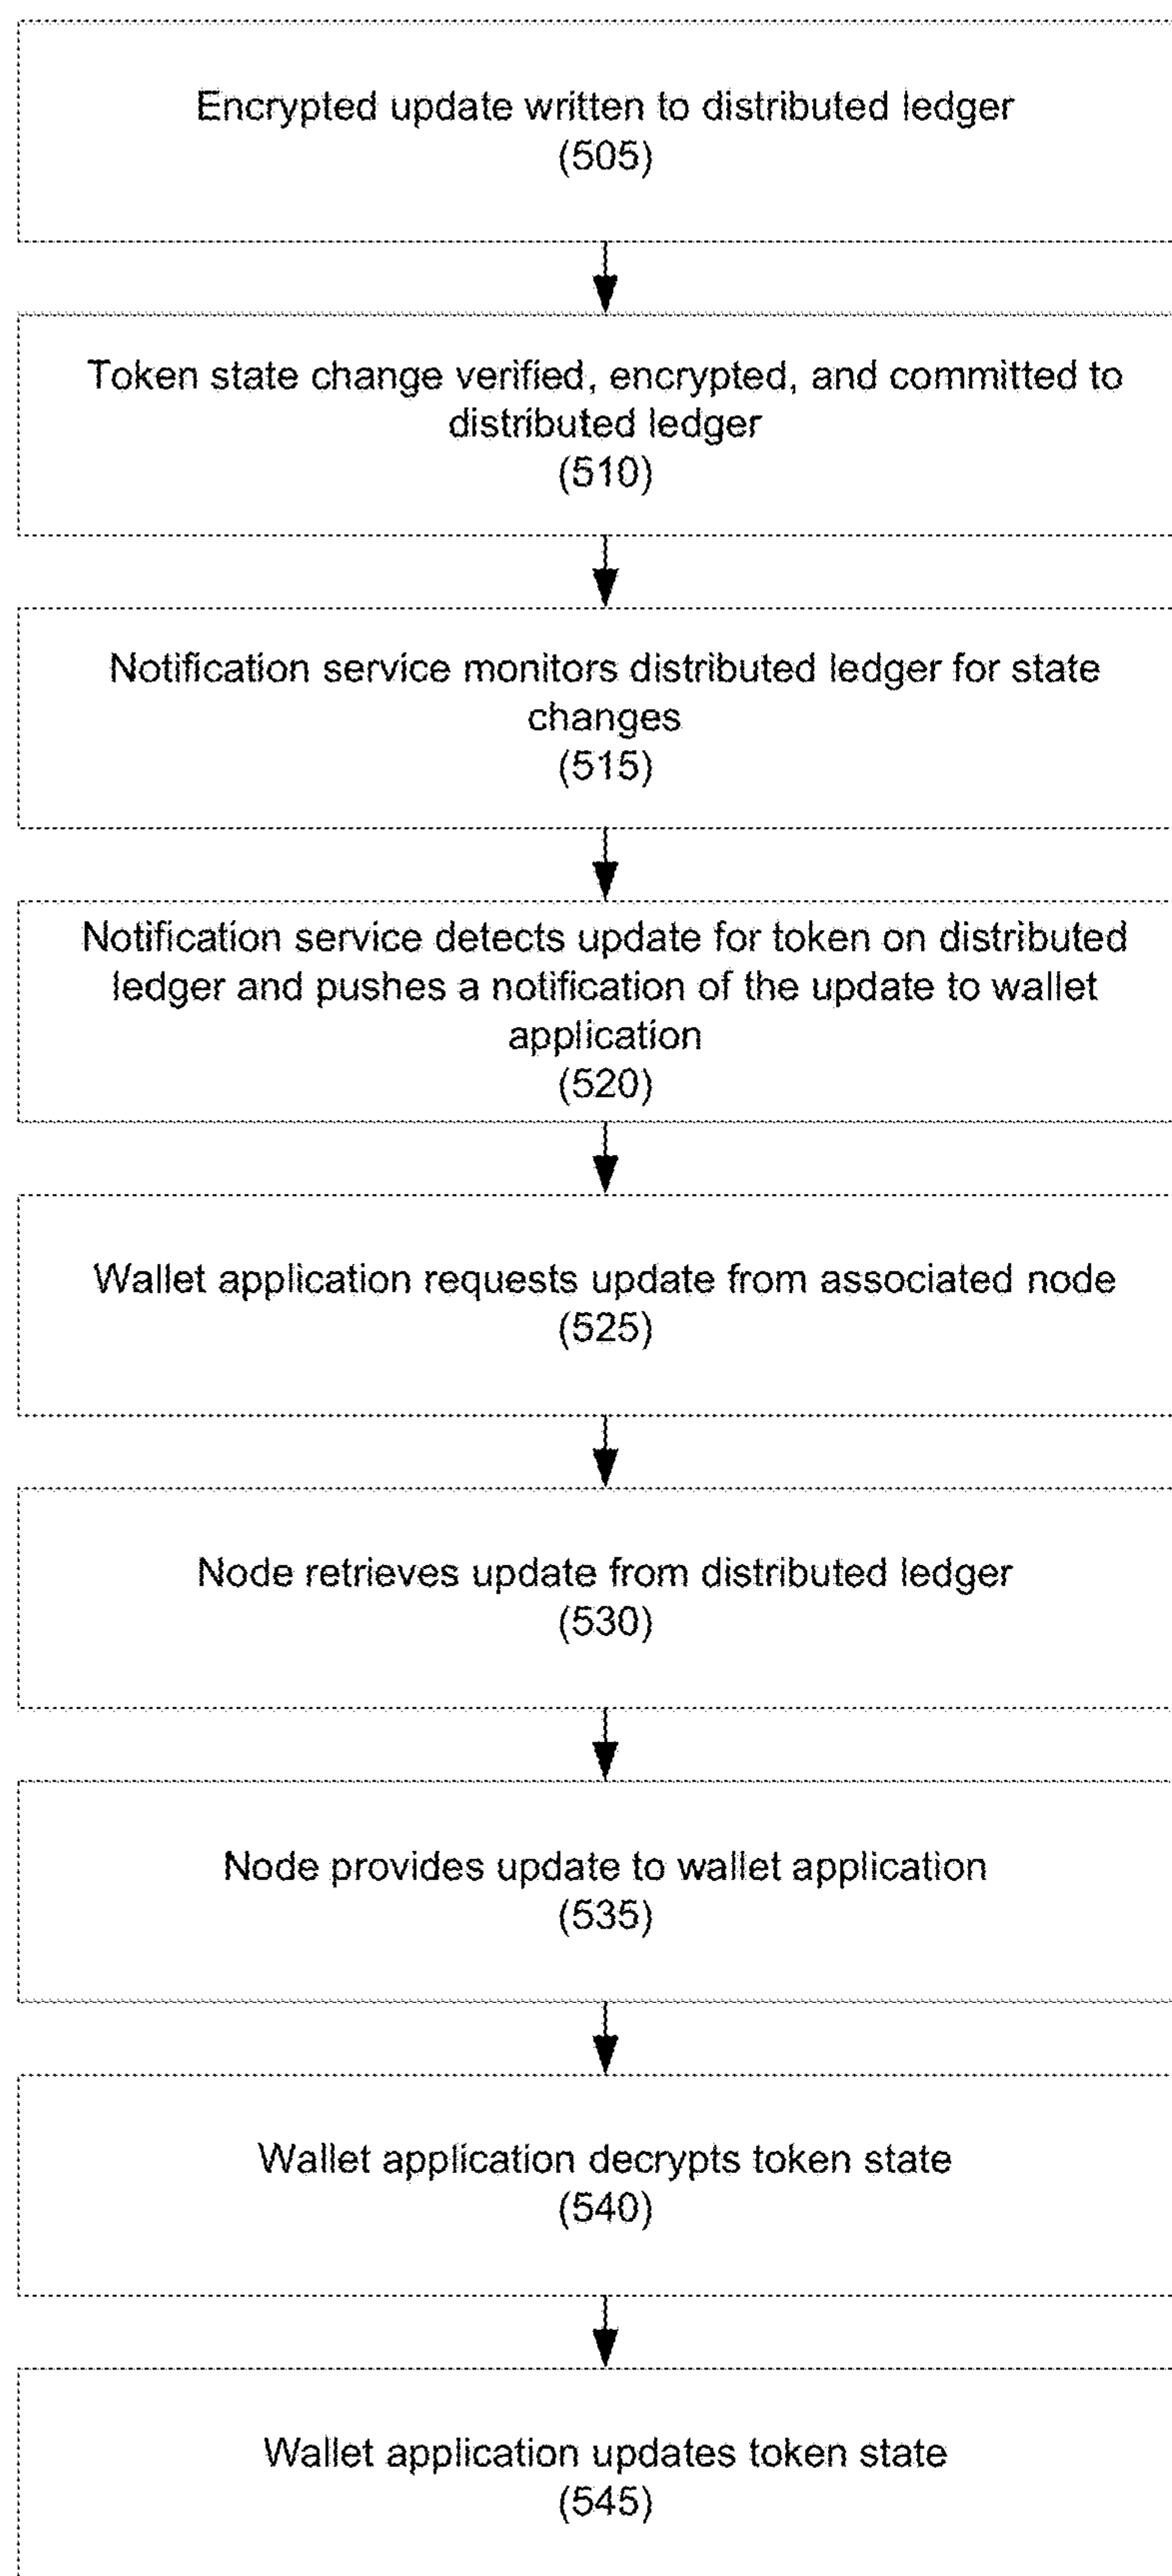 Encrypted update written to distributed ledger
(505)
Token state change verified, encrypted, and committed to
distributed ledger
(510)
Notification service monitors distributed ledger for state
changes
(515)
Notification service detects update for token on distributed
ledger and pushes a notification of the update to wallet
application
(520)
Wallet application requests update from associated node
(525)
Node retrieves update from distributed ledger
(530)
Node provides update to wallet application
(535)
Wallet application decrypts token state
(540)
Wallet application updates token state
(545)